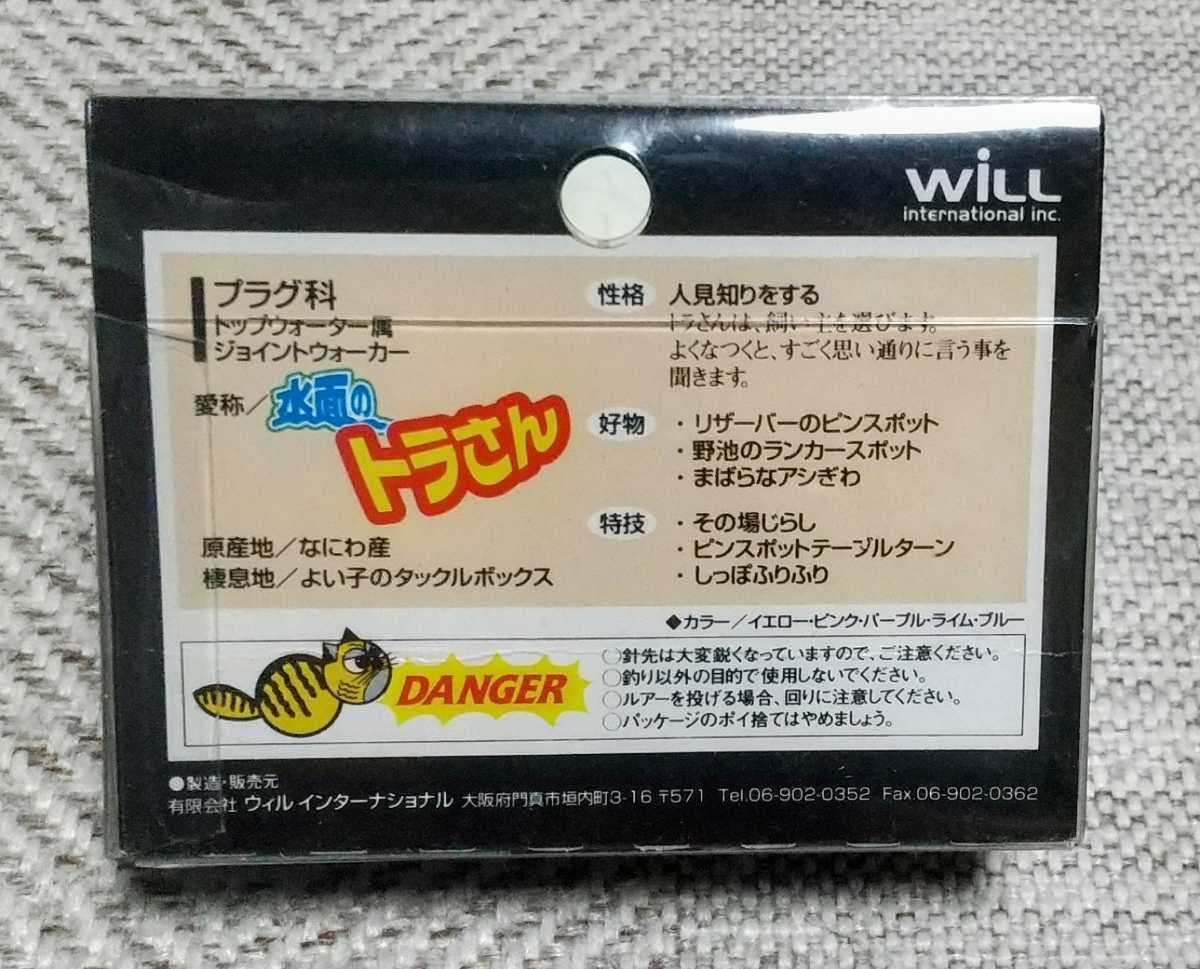 WiLL
international inc.
プラグ科
トップウォーター属
ジョイントウォーカー
愛称／水面の
トラさん
原産地／なにわ産
棲息地／よい子のタックルボックス
性格 人見知りをする
トラさんは、飼い主を選びます。
よくなつくと、すごく思い通りに言う事を
聞きます。
好物 ・リザーバーのピンスポット
・野池のランカースポット
・まばらなアシぎわ
特技 ・その場じらし
・ピンスポットテーブルターン
・しっぽふりふり
◆カラー／イエロー・ピンク・パープル・ライム・ブルー
DANGER
○針先は大変鋭くなっていますので、ご注意ください。
○釣り以外の目的で使用しないでください。
○ルアーを投げる場合、回りに注意してください。
○パッケージのポイ捨てはやめましょう。
●製造・販売元
有限会社 ウィル インターナショナル 大阪府門真市垣内町3-16 〒571 Tel.06-902-0352 Fax.06-902-0362